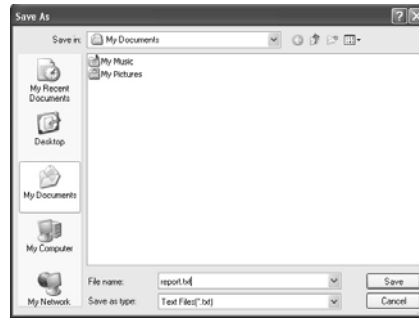 Save As
Save in: My Documents
My Recent
Documents
Desktop
My Documents
My Computer
My Network
My Music
My Pictures
File name: report.txt
Save
Save as type: Text Files(*.txt)
Cancel